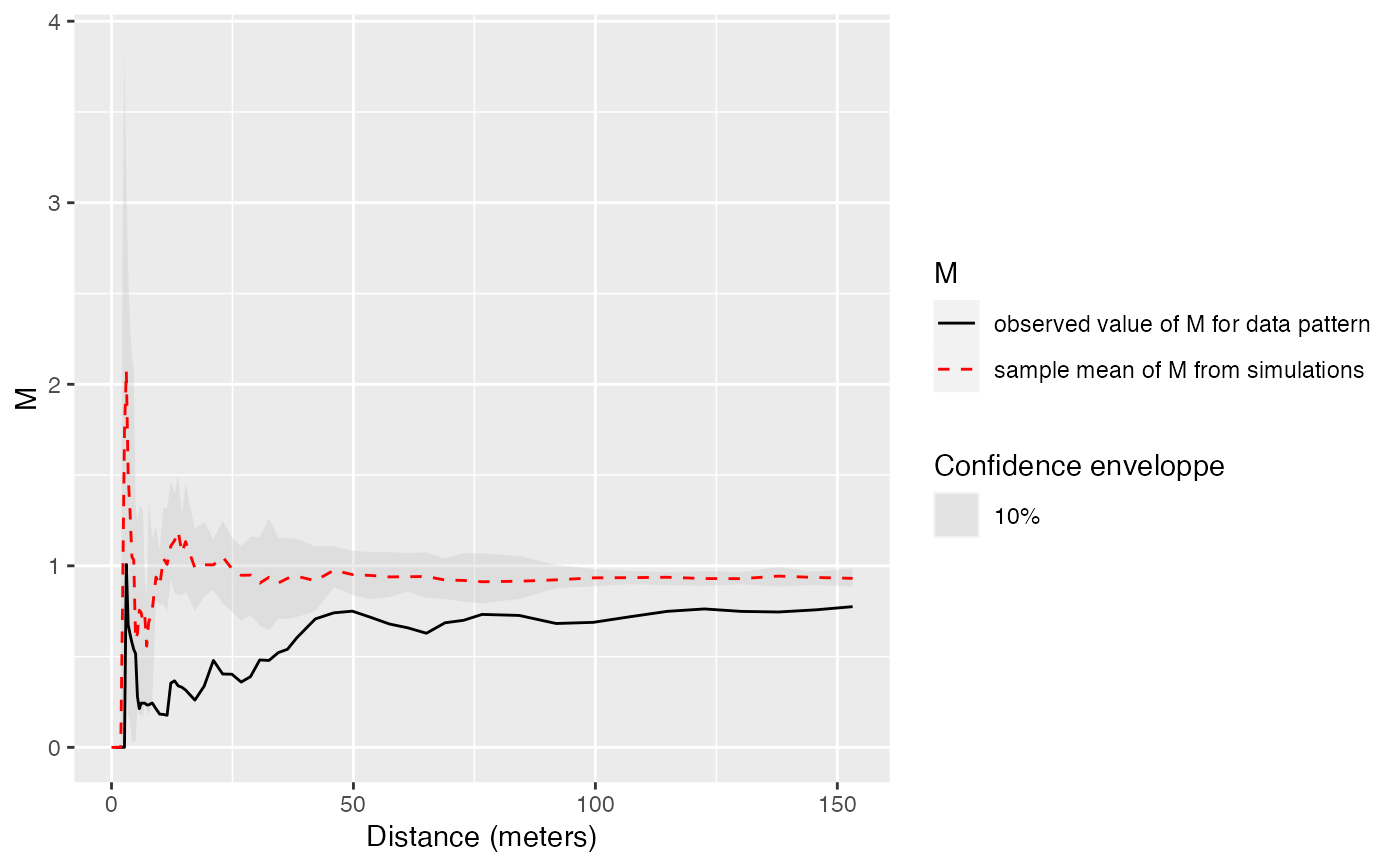 4
3
2
1
0
M
0
50
100
150
Distance (meters)
M
observed value of M for data pattern
sample mean of M from simulations
Confidence enveloppe
10%